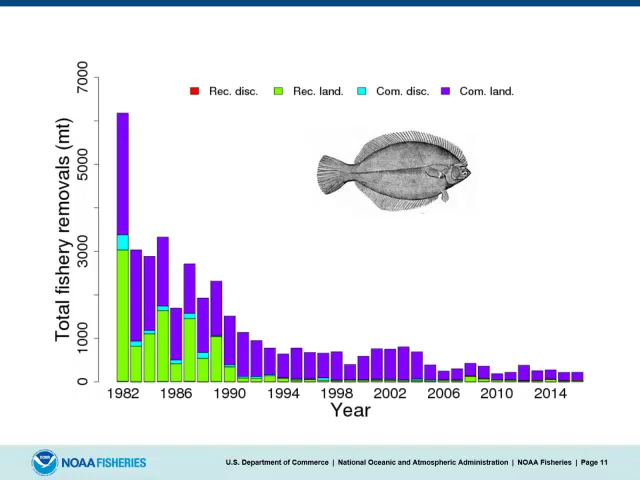 Rec. disc. Rec. land. Com. disc. Com. land.
Total fishery removals (mt)
7000
5000
3000
1000
0
1982 1986 1990 1994 1998 2002 2006 2010 2014
Year
NOAA FISHERIES
U.S. Department of Commerce | National Oceanic and Atmospheric Administration | NOAA Fisheries | Page 11